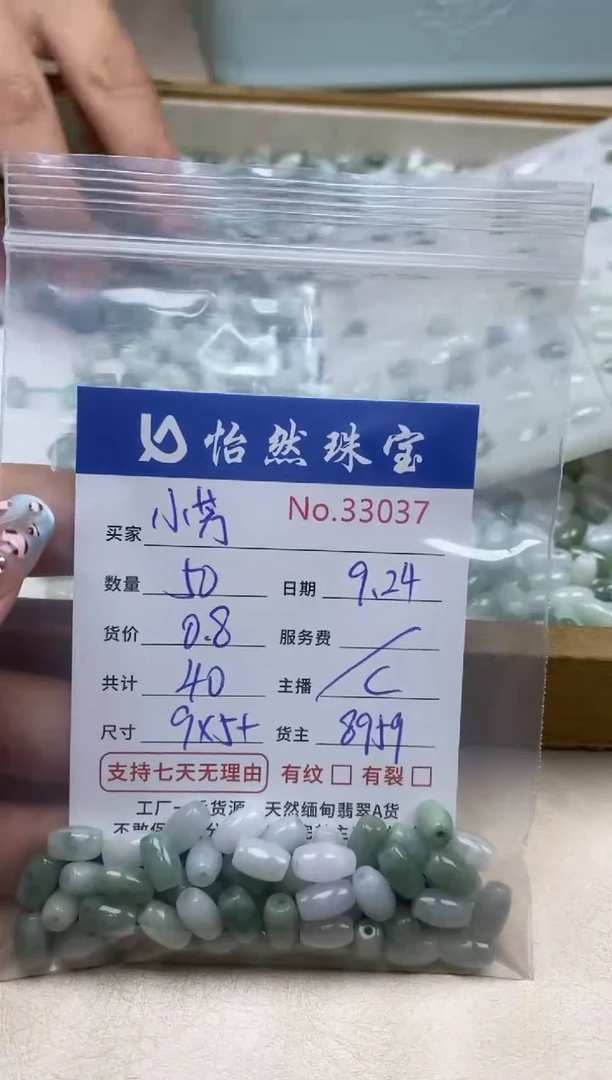 怡然珠宝
No.33037
买家 小芳
数量 50 日期 9.24
货价 0.8 服务费 /
共计 40 主播 C
尺寸 9x5+ 货主 8959
支持七天无理由 有纹 □ 有裂 □
工厂一 货源 天然缅甸翡翠A货
不敢保